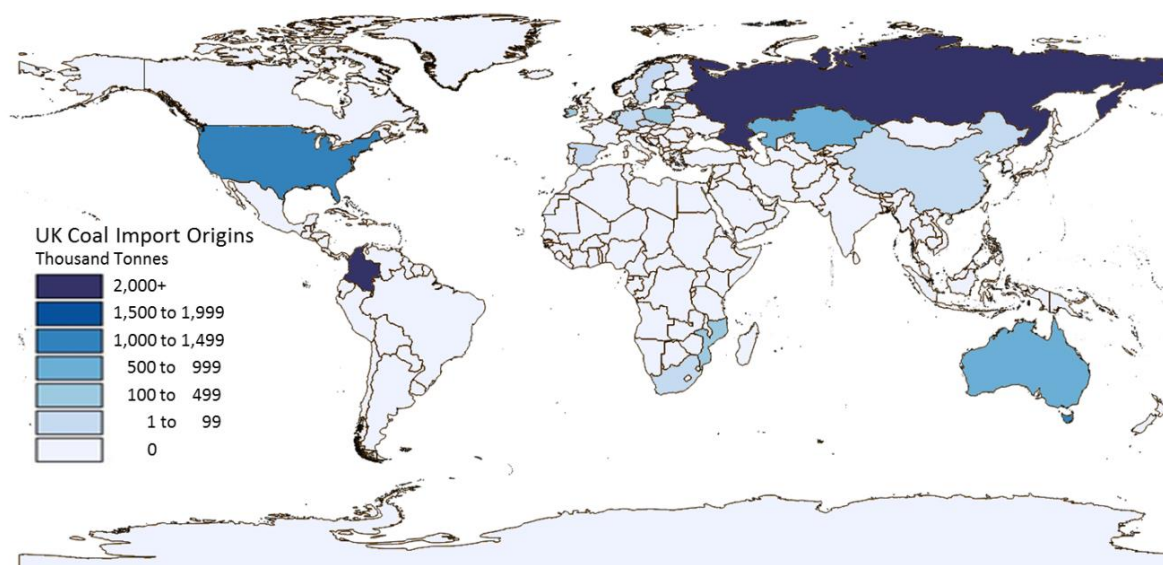 UK Coal Import Origins
Thousand Tonnes
2,000+
1,500 to 1,999
1,000 to 1,499
500 to 999
100 to 499
1 to 99
0